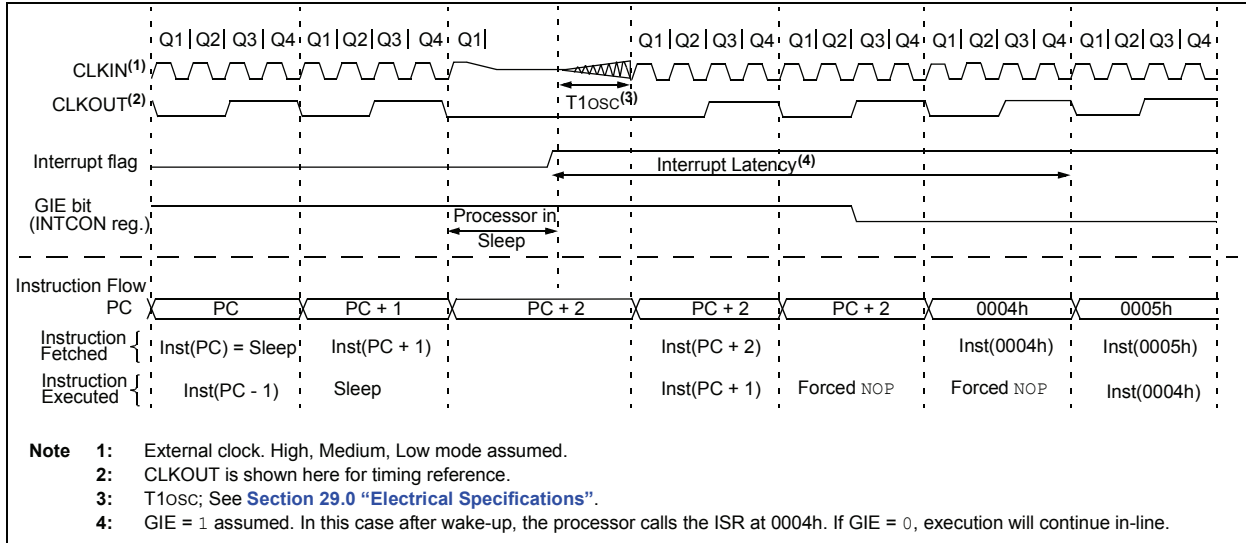 Q1| Q2| Q3| Q4 Q1| Q2| Q3| Q4 Q1| Q1| Q2| Q3| Q4 Q1| Q2| Q3| Q4 Q1| Q2| Q3| Q4 Q1| Q2| Q3| Q4
CLKIN(1)
CLKOUT(2)
T1OSC(3)
Interrupt flag
Interrupt Latency(4)
GIE bit
(INTCON reg.)
Processor in
Sleep
Instruction Flow
PC PC PC + 1 PC + 2 PC + 2 PC + 2 0004h 0005h
Instruction
Fetched
Inst(PC) = Sleep Inst(PC + 1) Inst(PC + 2) Inst(0004h) Inst(0005h)
Instruction
Executed
Inst(PC - 1) Sleep Inst(PC + 1) Forced NOP Forced NOP Inst(0004h)
Note 1: External clock. High, Medium, Low mode assumed.
2: CLKOUT is shown here for timing reference.
3: T1OSC; See Section 29.0 “Electrical Specifications”.
4: GIE = 1 assumed. In this case after wake-up, the processor calls the ISR at 0004h. If GIE = 0, execution will continue in-line.